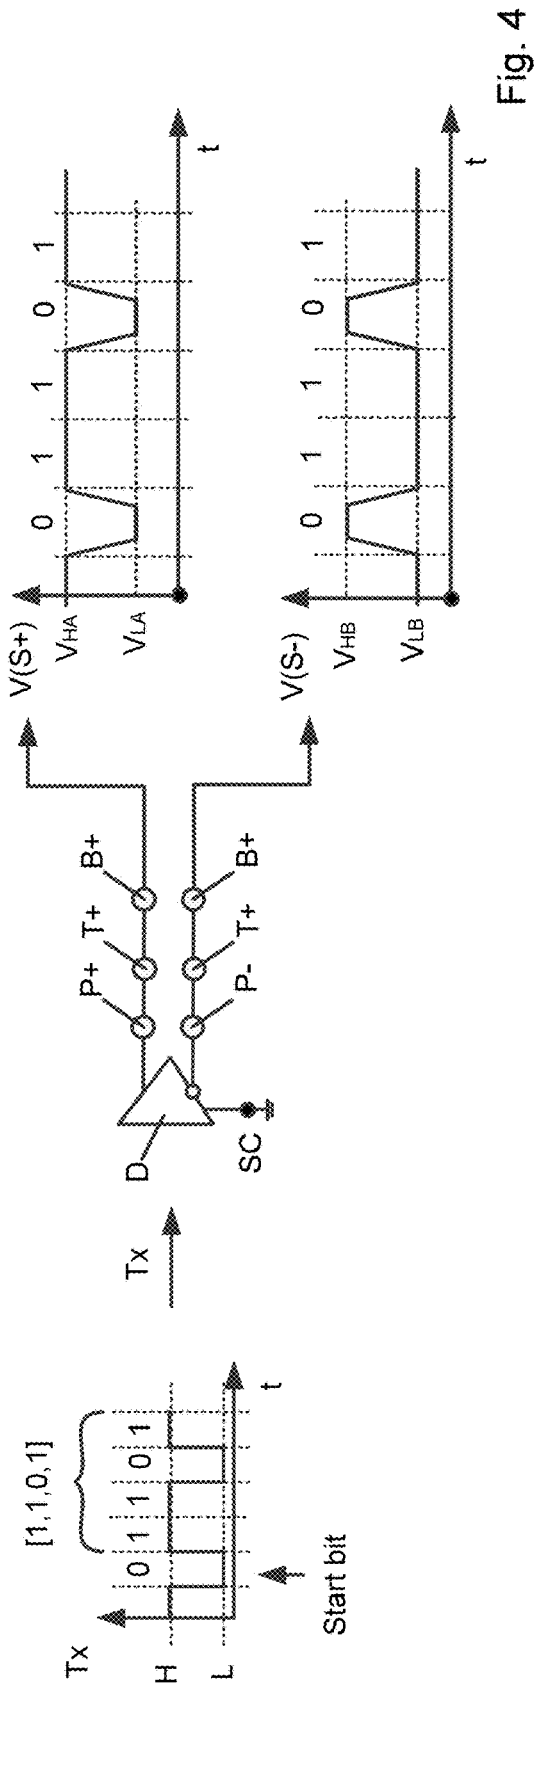 Tx
H
L
[1,1,0,1]
0 1 1 0 1
t
Start bit
Tx
D
SC
P+ T+ B+
P- T+ B+
V(S+)
VHA
VLA
0 1 1 0 1
t
V(S-)
VHB
VLB
0 1 1 0 1
t
Fig. 4